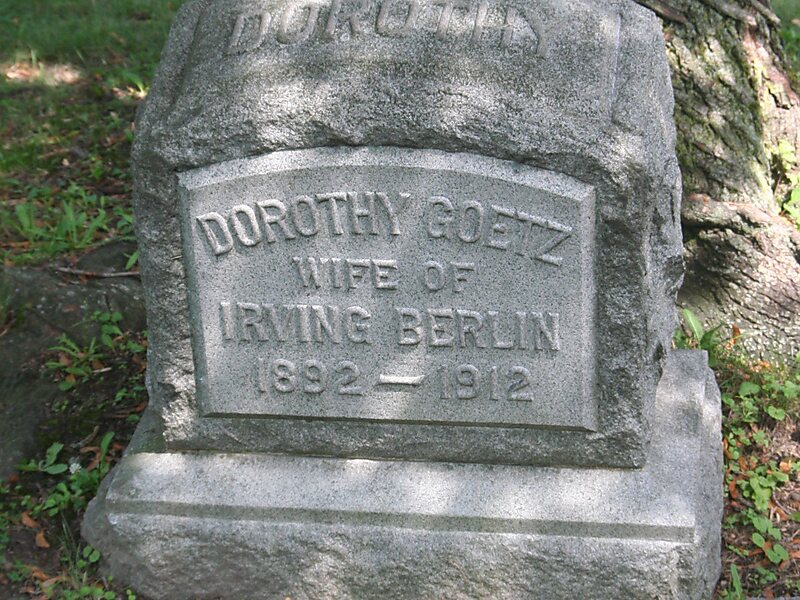 DOROTHY
DOROTHY GOETZ
WIFE OF
IRVING BERLIN
1892 — 1912